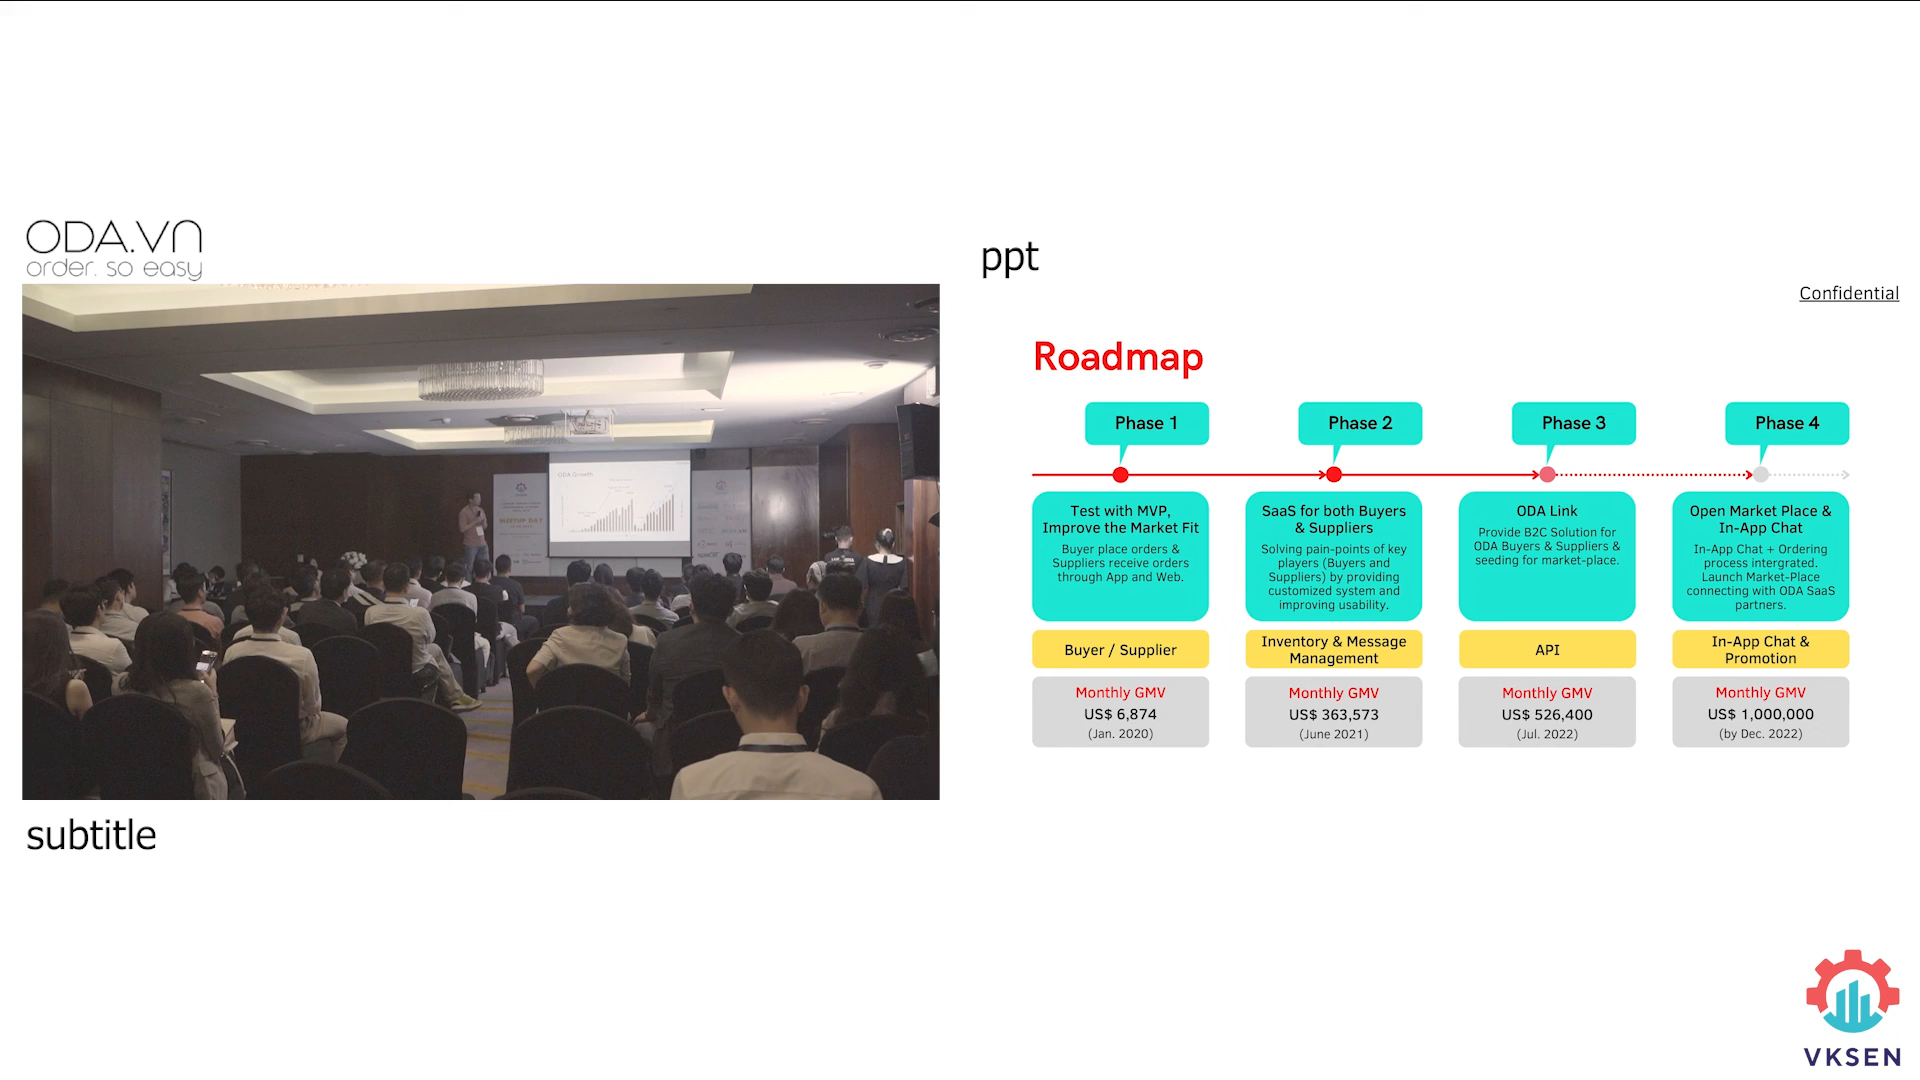 ODA.Vn
order. so easy
ODA Growth
MEETUP DAY
subtitle
ppt
Confidential
Roadmap
Phase 1
Phase 2
Phase 3
Phase 4
Test with MVP,
Improve the Market Fit
Buyer place orders &
Suppliers receive orders
through App and Web.
SaaS for both Buyers
& Suppliers
Solving pain-points of key
players (Buyers and
Suppliers) by providing
customized system and
improving usability.
ODA Link
Provide B2C Solution for
ODA Buyers & Suppliers &
seeding for market-place.
Open Market Place &
In-App Chat
In-App Chat + Ordering
process intergrated.
Launch Market-Place
connecting with ODA SaaS
partners.
Buyer / Supplier
Inventory & Message
Management
API
In-App Chat &
Promotion
Monthly GMV
US$ 6,874
(Jan. 2020)
Monthly GMV
US$ 363,573
(June 2021)
Monthly GMV
US$ 526,400
(Jul. 2022)
Monthly GMV
US$ 1,000,000
(by Dec. 2022)
VKSEN